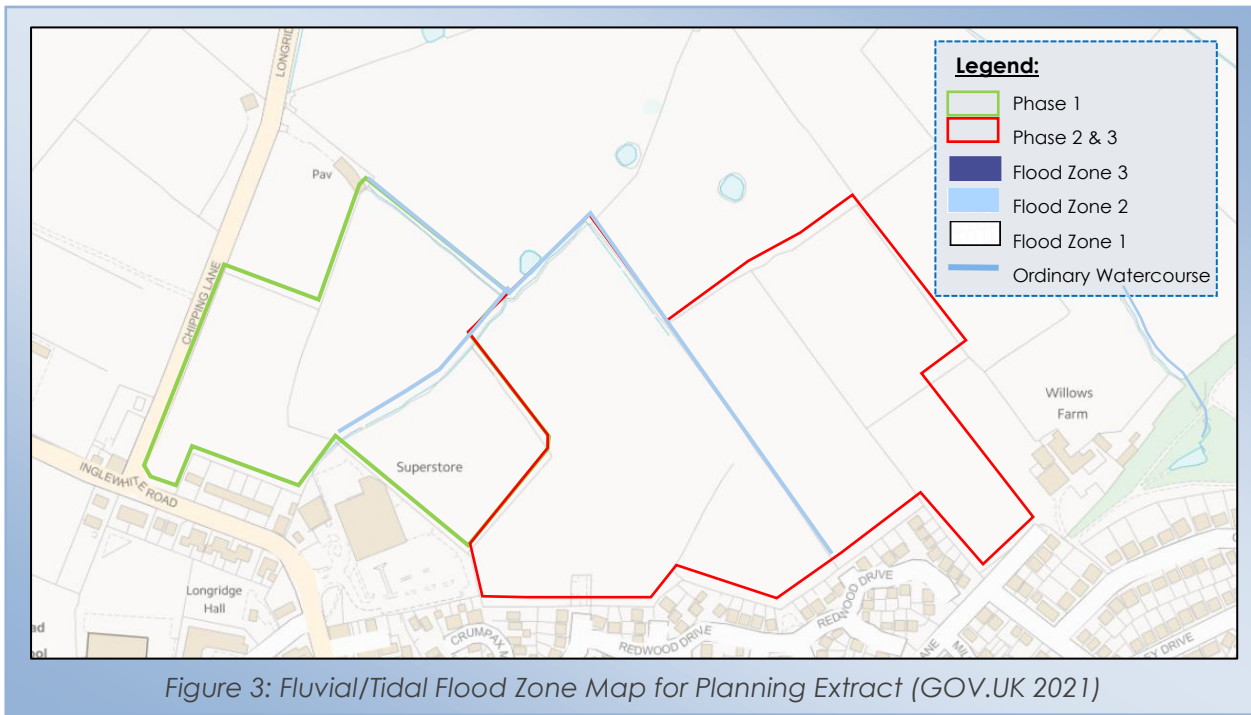 LONGRID
Pav
CHIPPING LANE
INGLEWHITE ROAD
Superstore
Longridge
Hall
CRUMPAX
REDWOOD DRIVE
REDWOOD DRIVE
Willows
Farm
Legend:
Phase 1
Phase 2 & 3
Flood Zone 3
Flood Zone 2
Flood Zone 1
Ordinary Watercourse
Figure 3: Fluvial/Tidal Flood Zone Map for Planning Extract (GOV.UK 2021)